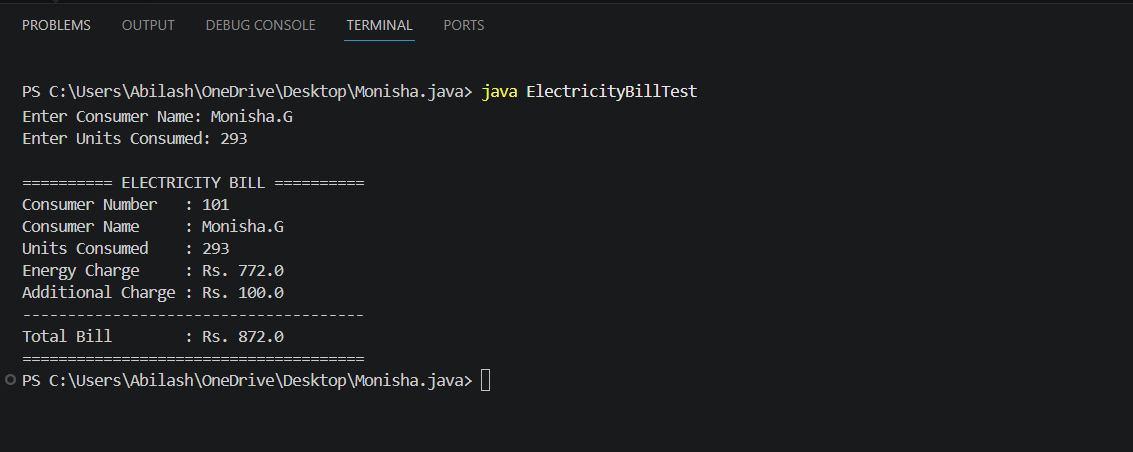 PROBLEMS OUTPUT DEBUG CONSOLE TERMINAL PORTS
PS C:\Users\Abilash\OneDrive\Desktop\Monisha.java> java ElectricityBillTest
Enter Consumer Name: Monisha.G
Enter Units Consumed: 293
========== ELECTRICITY BILL ==========
Consumer Number   : 101
Consumer Name     : Monisha.G
Units Consumed    : 293
Energy Charge     : Rs. 772.0
Additional Charge : Rs. 100.0
--------------------------------------
Total Bill        : Rs. 872.0
======================================
PS C:\Users\Abilash\OneDrive\Desktop\Monisha.java>